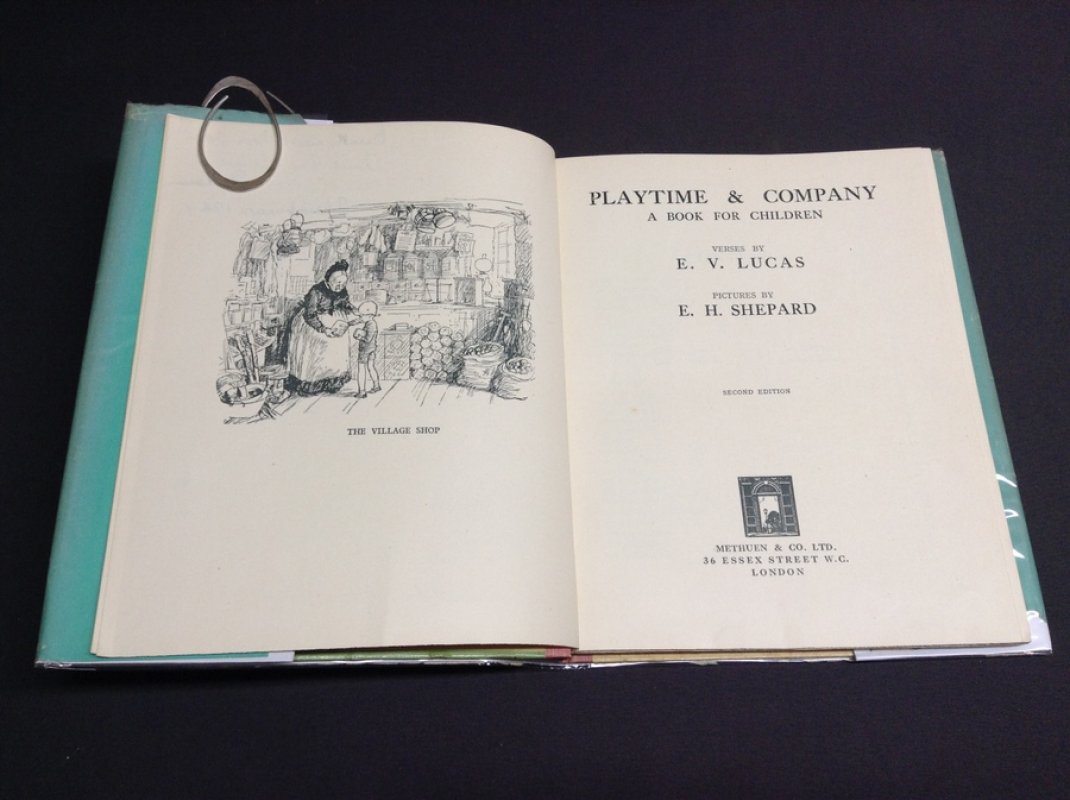 THE VILLAGE SHOP
PLAYTIME & COMPANY
A BOOK FOR CHILDREN
VERSES BY
E. V. LUCAS
PICTURES BY
E. H. SHEPARD
SECOND EDITION
METHUEN & CO. LTD.
36 ESSEX STREET W.C.
LONDON